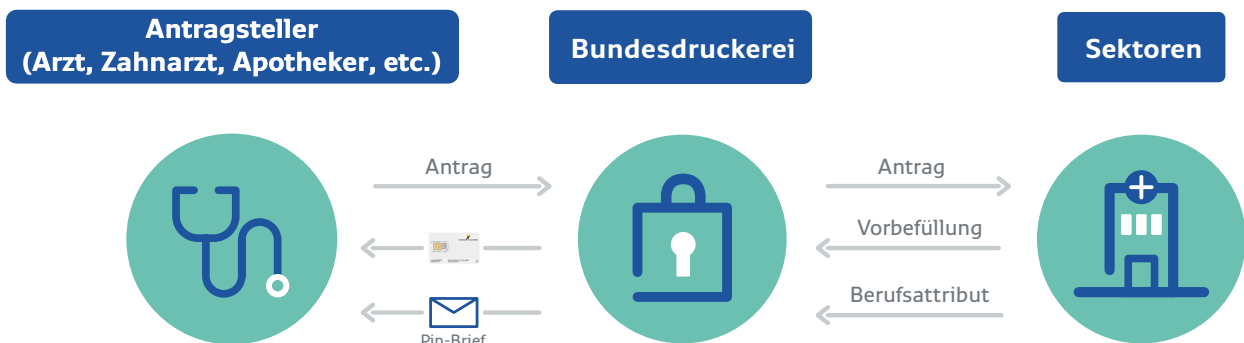 Antragsteller
(Arzt, Zahnarzt, Apotheker, etc.)
Bundesdruckerei
Sektoren
Antrag
Antrag
Vorbefüllung
Berufsattribut
Pin-Brief